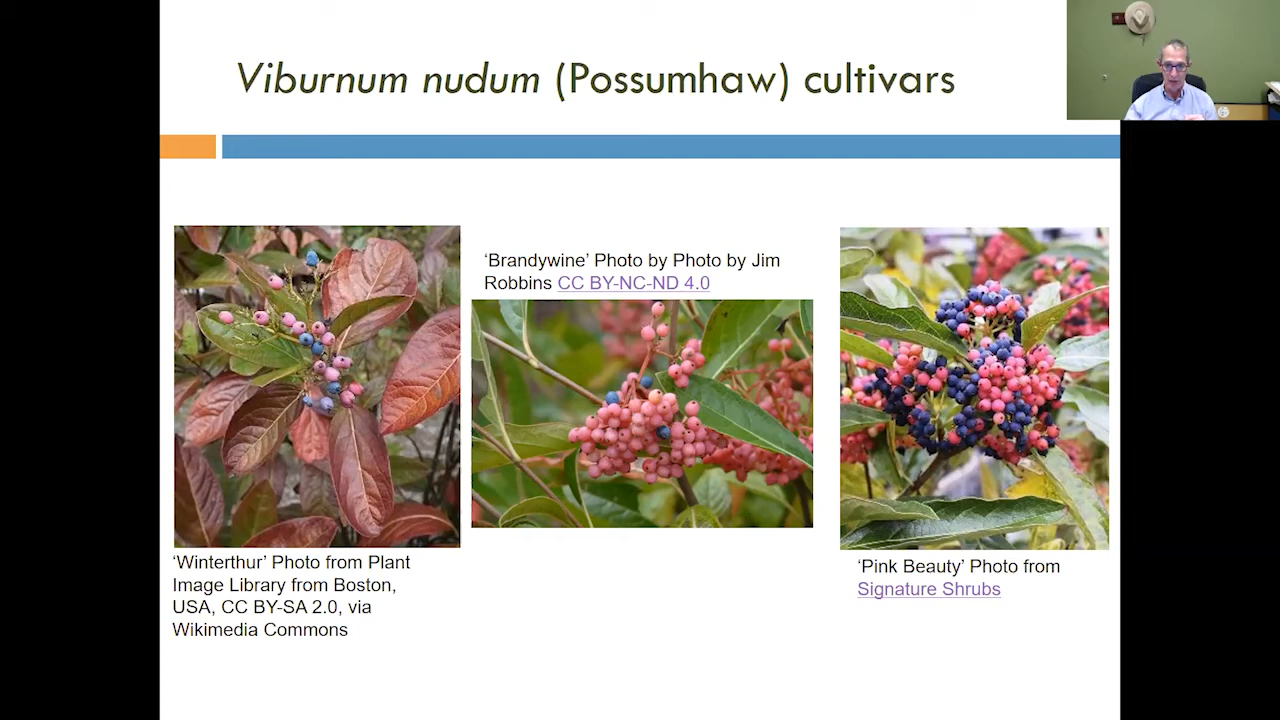 Viburnum nudum (Possumhaw) cultivars
‘Brandywine’ Photo by Photo by Jim
Robbins CC BY-NC-ND 4.0
‘Winterthur’ Photo from Plant
Image Library from Boston,
USA, CC BY-SA 2.0, via
Wikimedia Commons
‘Pink Beauty’ Photo from
Signature Shrubs